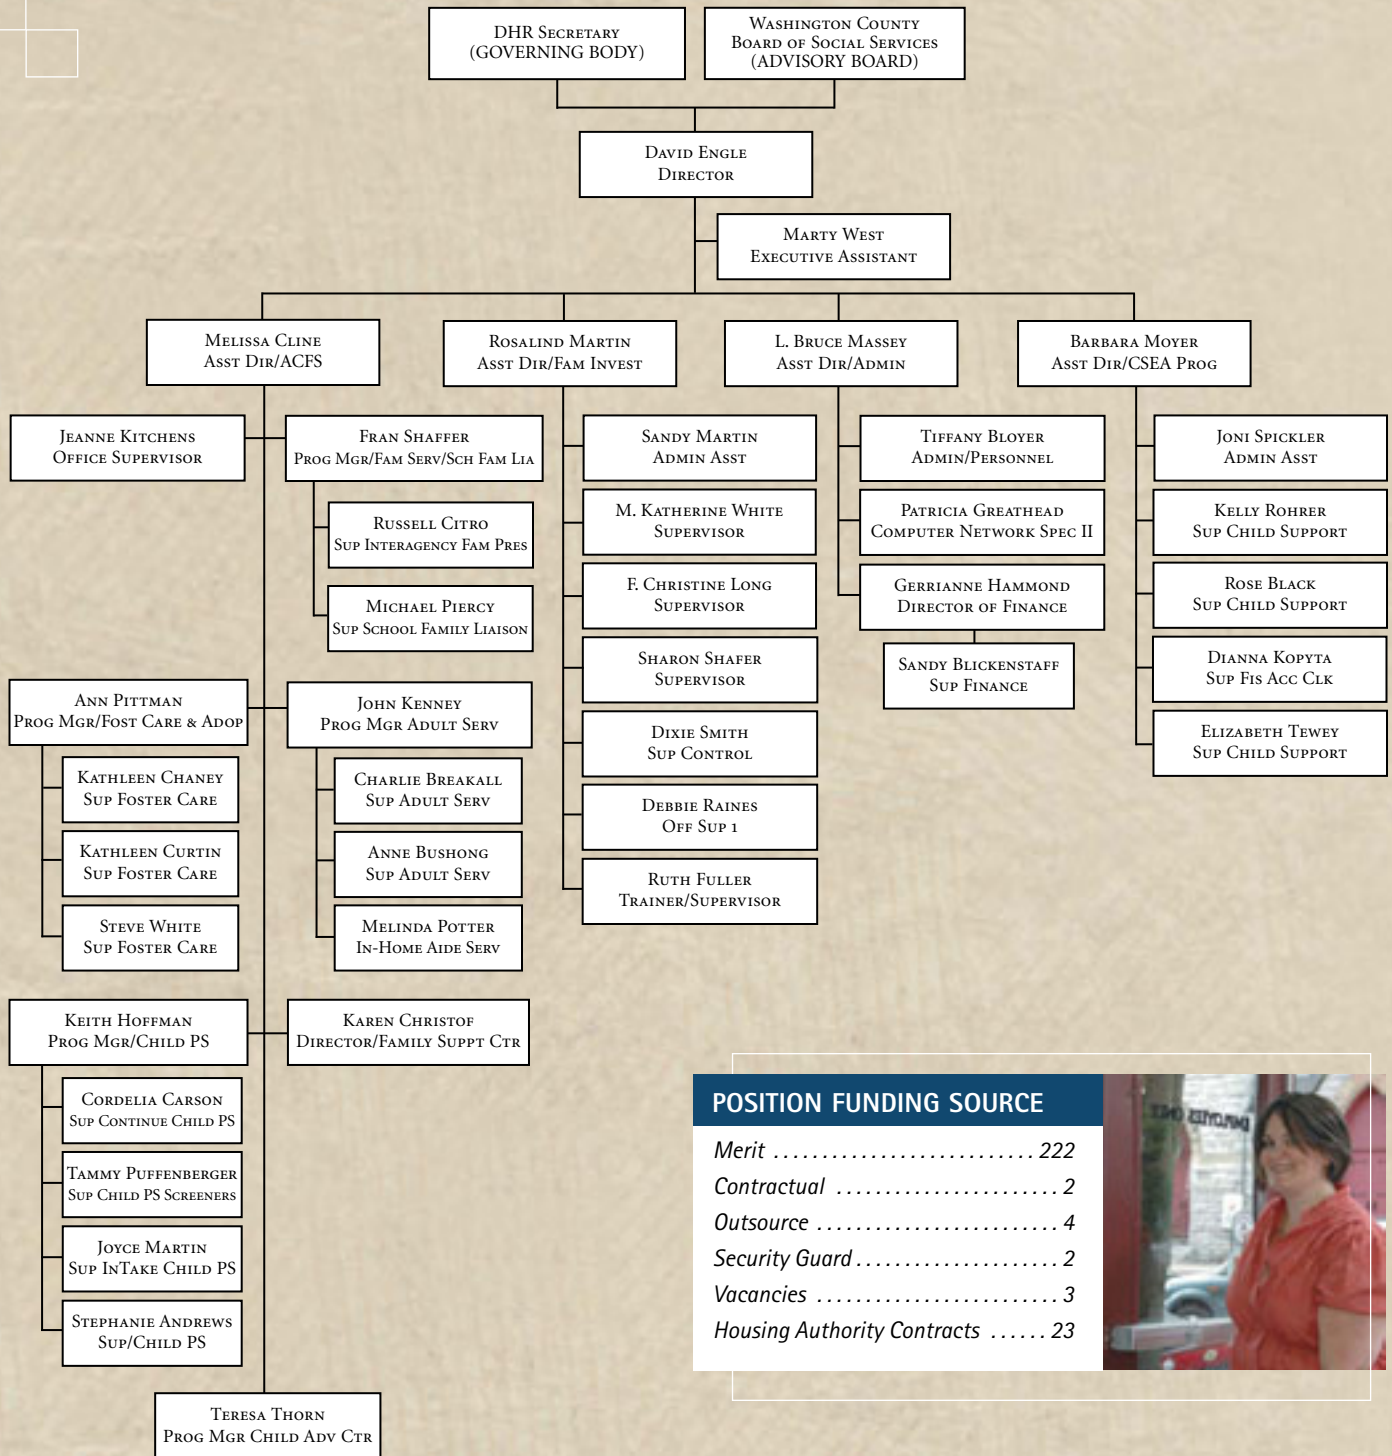 DHR Secretary
(GOVERNING BODY)
Washington County
Board of Social Services
(ADVISORY BOARD)
David Engle
Director
Marty West
Executive Assistant
Melissa Cline
Asst Dir/ACFS
Rosalind Martin
Asst Dir/Fam Invest
L. Bruce Massey
Asst Dir/Admin
Barbara Moyer
Asst Dir/CSEA Prog
Jeanne Kitchens
Office Supervisor
Fran Shaffer
Prog Mgr/Fam Serv/Sch Fam Lia
Russell Citro
Sup Interagency Fam Pres
Michael Piercy
Sup School Family Liaison
Ann Pittman
Prog Mgr/Fost Care & Adop
Kathleen Chaney
Sup Foster Care
Kathleen Curtin
Sup Foster Care
Steve White
Sup Foster Care
John Kenney
Prog Mgr Adult Serv
Charlie Breakall
Sup Adult Serv
Anne Bushong
Sup Adult Serv
Melinda Potter
In-Home Aide Serv
Keith Hoffman
Prog Mgr/Child PS
Cordelia Carson
Sup Continue Child PS
Tammy Puffenberger
Sup Child PS Screeners
Joyce Martin
Sup InTake Child PS
Stephanie Andrews
Sup/Child PS
Karen Christof
Director/Family Suppt Ctr
Teresa Thorn
Prog Mgr Child Adv Ctr
Sandy Martin
Admin Asst
M. Katherine White
Supervisor
F. Christine Long
Supervisor
Sharon Shafer
Supervisor
Dixie Smith
Sup Control
Debbie Raines
Off Sup 1
Ruth Fuller
Trainer/Supervisor
Tiffany Bloyer
Admin/Personnel
Patricia Greathead
Computer Network Spec II
Gerrianne Hammond
Director of Finance
Sandy Blickenstaff
Sup Finance
Joni Spickler
Admin Asst
Kelly Rohrer
Sup Child Support
Rose Black
Sup Child Support
Dianna Kopyta
Sup Fis Acc Clk
Elizabeth Tewey
Sup Child Support
POSITION FUNDING SOURCE
Merit ........................... 222
Contractual ....................... 2
Outsource ......................... 4
Security Guard ..................... 2
Vacancies ......................... 3
Housing Authority Contracts ...... 23
EMPLOYEES ONLY